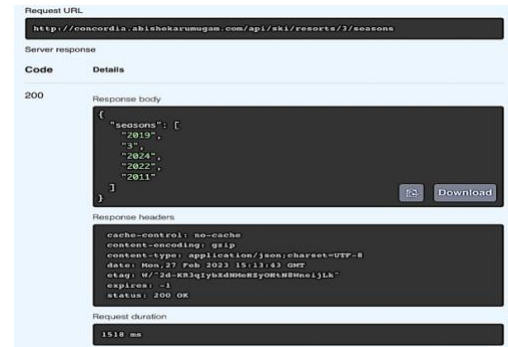 Request URL
http://concordia.abishekarumugam.com/api/ski/resorts/3/seasons
Server response
Code Details
200
Response body
{
"seasons": [
"2019",
"3",
"2024",
"2022",
"2011"
]
}
Download
Response headers
cache-control: no-cache
content-encoding: gzip
content-type: application/json;charset=UTF-8
date: Mon,27 Feb 2023 15:13:43 GMT
expires: -1
status: 200 OK
Request duration
1518 ms